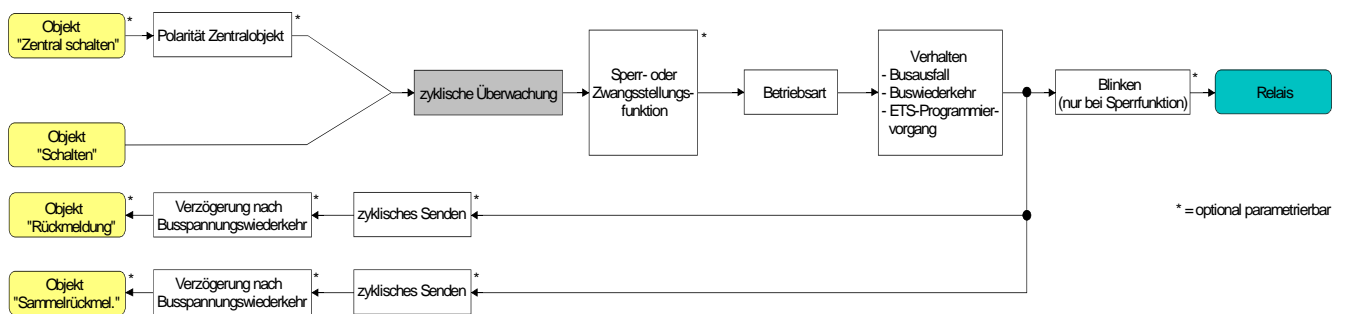 Objekt
"Zentral schalten"
*
Polarität Zentralobjekt
*
zyklische Überwachung
Sperr- oder
Zwangsstellungs-
funktion
*
Betriebsart
Verhalten
- Busausfall
- Buswiederkehr
- ETS-Programmier-
vorgang
Blinken
(nur bei Sperrfunktion)
*
Relais
Objekt
"Schalten"
Objekt
"Rückmeldung"
*
Verzögerung nach
Busspannungswiederkehr
*
zyklisches Senden
*
* = optional parametrierbar
Objekt
"Sammelrückmel."
*
Verzögerung nach
Busspannungswiederkehr
*
zyklisches Senden
*